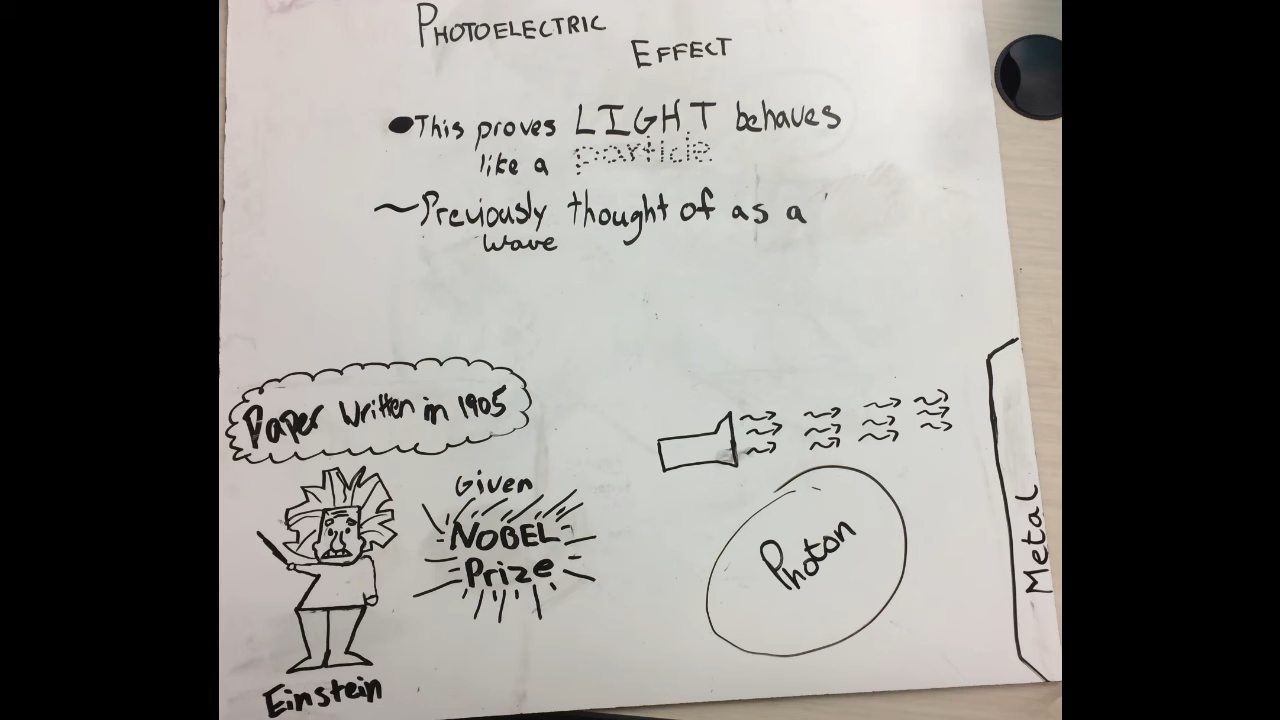 PHOTOELECTRIC
EFFECT
This proves LIGHT behaves
like a particle
Previously thought of as a
wave
Paper written in 1905
Given
NOBEL
Prize
Einstein
Photon
Metal